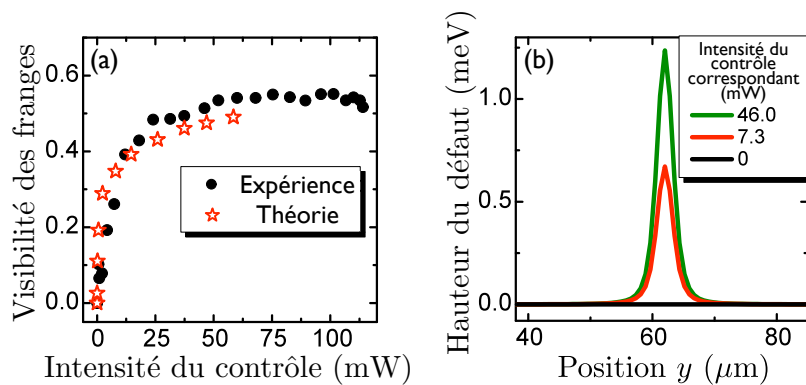 (a)
Visibilité des franges
0.6
0.4
0.2
0.0
Expérience
Théorie
0 25 50 75 100
Intensité du contrôle (mW)
(b)
Hauteur du défaut (meV)
1.0
0.5
0.0
Intensité du
contrôle
correspondant
(mW)
46.0
7.3
0
40 60 80
Position y (μm)